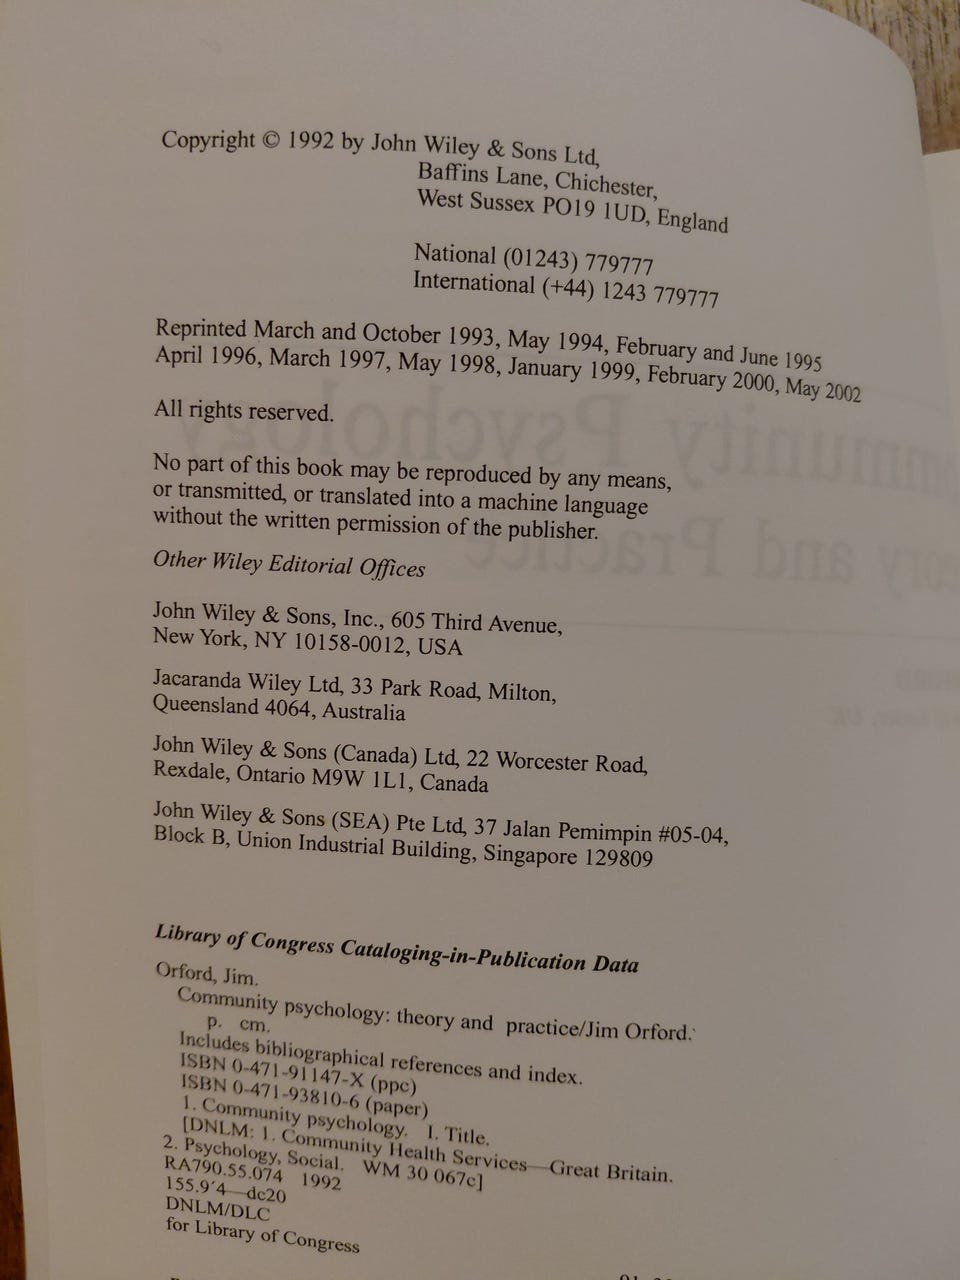 Copyright © 1992 by John Wiley & Sons Ltd,
Baffins Lane, Chichester,
West Sussex PO19 1UD, England
National (01243) 779777
International (+44) 1243 779777
Reprinted March and October 1993, May 1994, February and June 1995
April 1996, March 1997, May 1998, January 1999, February 2000, May 2002
All rights reserved.
No part of this book may be reproduced by any means,
or transmitted, or translated into a machine language
without the written permission of the publisher.
Other Wiley Editorial Offices
John Wiley & Sons, Inc., 605 Third Avenue,
New York, NY 10158-0012, USA
Jacaranda Wiley Ltd, 33 Park Road, Milton,
Queensland 4064, Australia
John Wiley & Sons (Canada) Ltd, 22 Worcester Road,
Rexdale, Ontario M9W 1L1, Canada
John Wiley & Sons (SEA) Pte Ltd, 37 Jalan Pemimpin #05-04,
Block B, Union Industrial Building, Singapore 129809
Library of Congress Cataloging-in-Publication Data
Orford, Jim.
Community psychology: theory and practice/Jim Orford.
p. cm.
Includes bibliographical references and index.
ISBN 0-471-91147-X (ppc)
ISBN 0-471-93810-6 (paper)
1. Community psychology. I. Title.
[DNLM: 1. Community Health Services—Great Britain.
2. Psychology, Social. WM 30 067c]
RA790.55.074 1992
155.9′4—dc20
DNLM/DLC
for Library of Congress